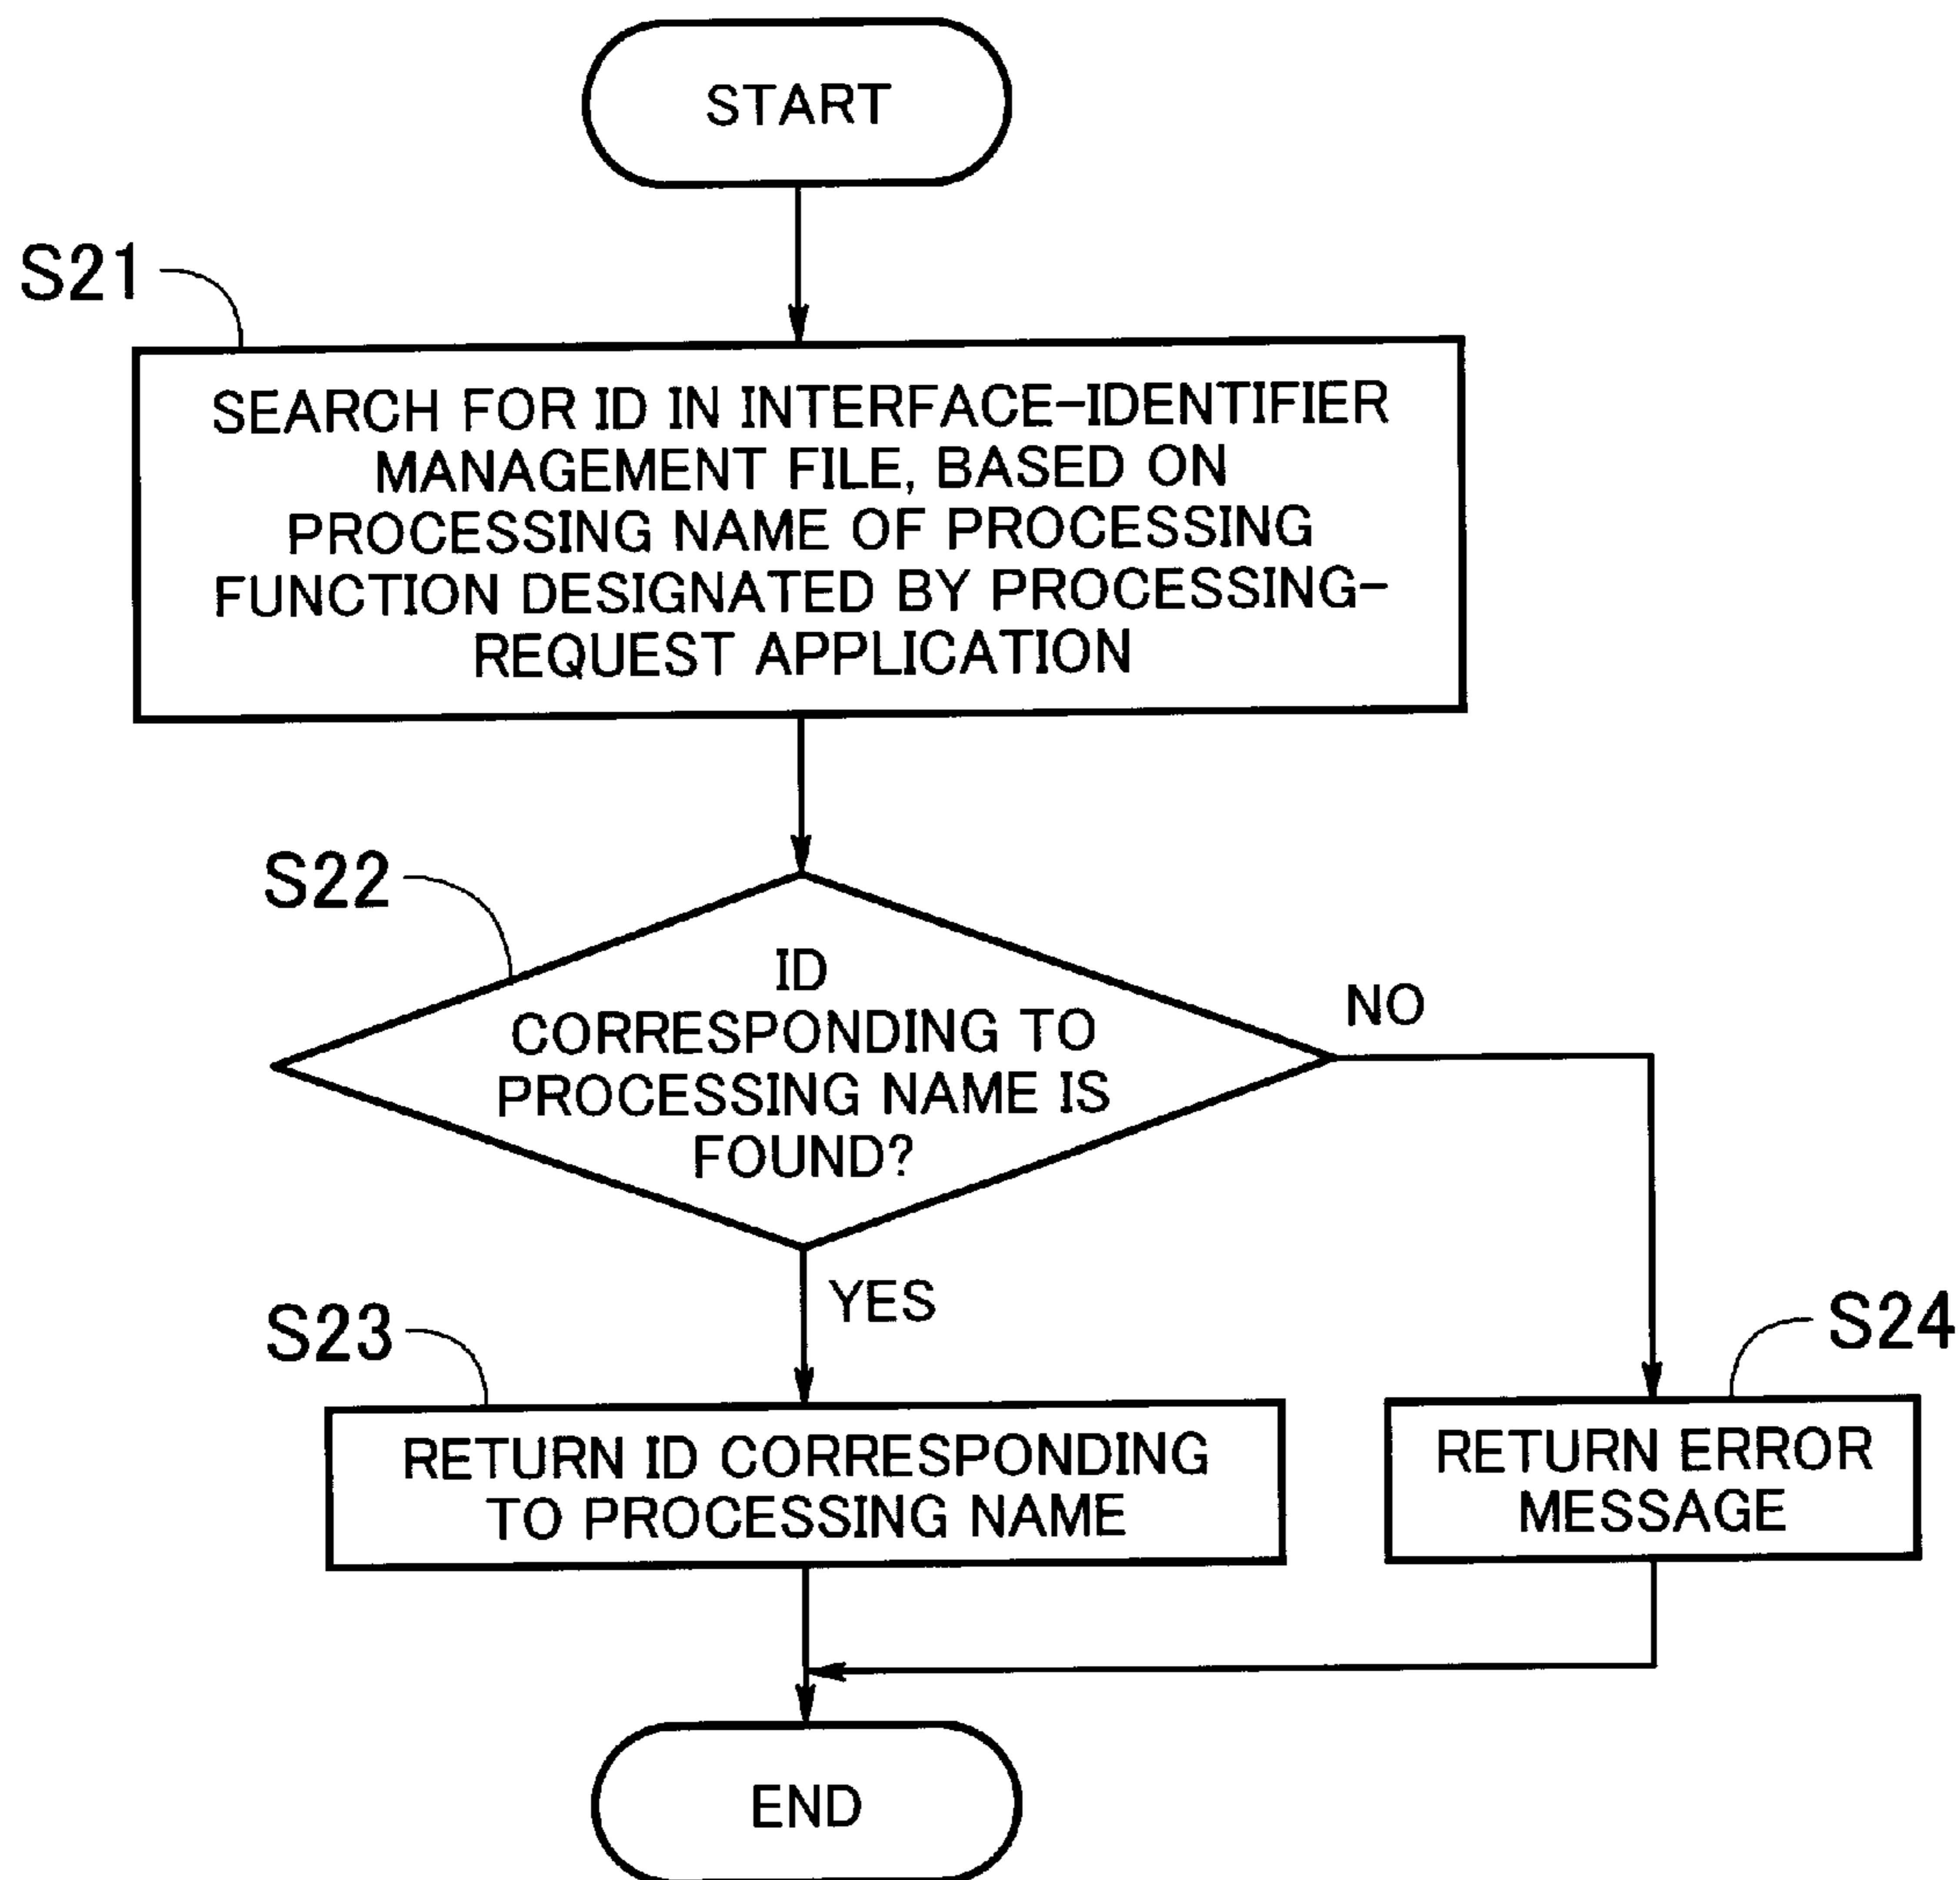 START
S21
SEARCH FOR ID IN INTERFACE-IDENTIFIER
MANAGEMENT FILE, BASED ON
PROCESSING NAME OF PROCESSING
FUNCTION DESIGNATED BY PROCESSING-
REQUEST APPLICATION
S22
ID
CORRESPONDING TO
PROCESSING NAME IS
FOUND?
NO
YES
S23
RETURN ID CORRESPONDING
TO PROCESSING NAME
S24
RETURN ERROR
MESSAGE
END